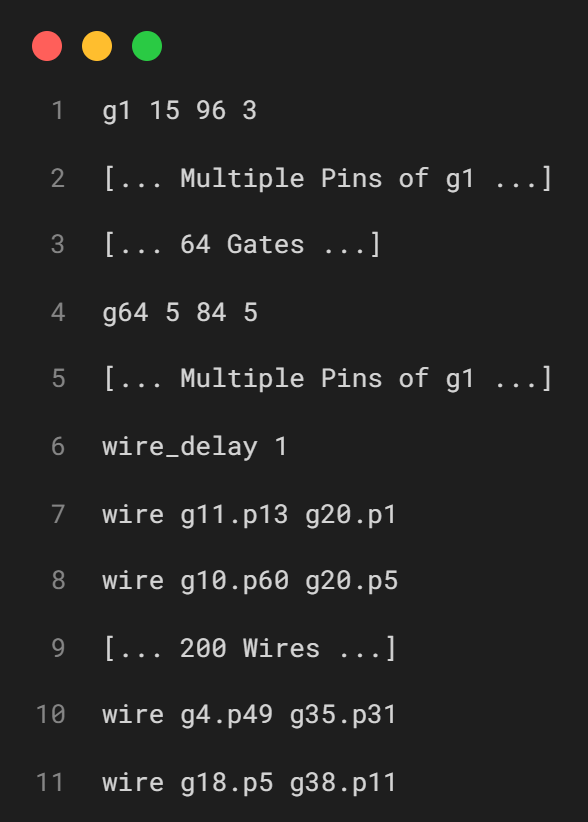 1 g1 15 96 3
2 [... Multiple Pins of g1 ...]
3 [... 64 Gates ...]
4 g64 5 84 5
5 [... Multiple Pins of g1 ...]
6 wire_delay 1
7 wire g11.p13 g20.p1
8 wire g10.p60 g20.p5
9 [... 200 Wires ...]
10 wire g4.p49 g35.p31
11 wire g18.p5 g38.p11